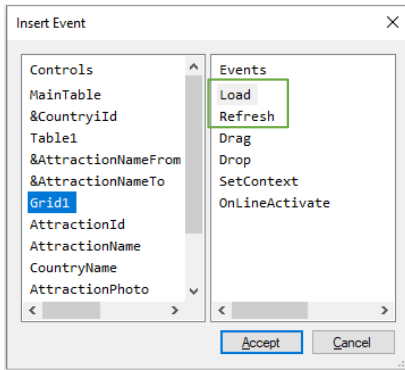 Insert Event
Controls
MainTable
&CountryiId
Table1
&AttractionNameFrom
&AttractionNameTo
Grid1
AttractionId
AttractionName
CountryName
AttractionPhoto
Events
Load
Refresh
Drag
Drop
SetContext
OnLineActivate
Accept
Cancel